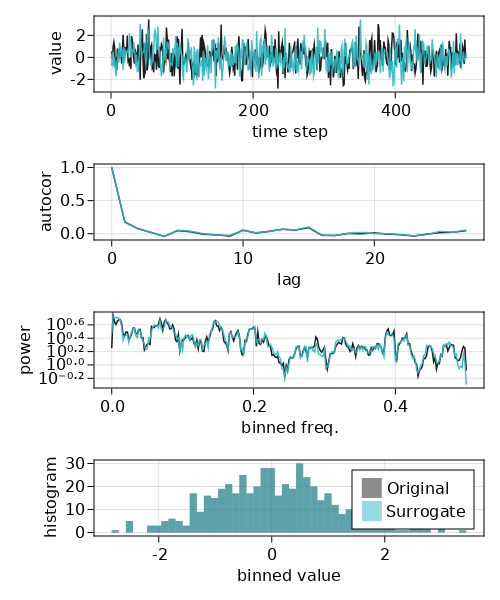 value
2
0
-2
0
200
400
time step
autocor
1.0
0.5
0.0
0
10
20
lag
power
10^0.6
10^0.4
10^0.2
10^0.0
10^-0.2
0.0
0.2
0.4
binned freq.
histogram
30
20
10
0
Original
Surrogate
-2
0
2
binned value